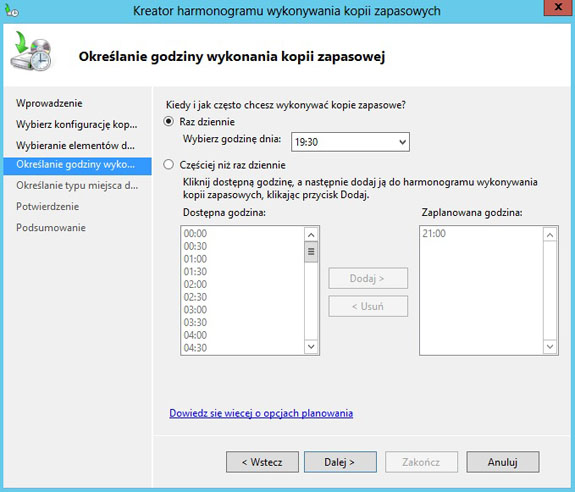 Kreator harmonogramu wykonywania kopii zapasowych
x
Określanie godziny wykonania kopii zapasowej
Wprowadzenie
Wybierz konfigurację kop...
Wybieranie elementów d...
Określanie godziny wyko...
Określanie typu miejsca d...
Potwierdzenie
Podsumowanie
Kiedy i jak często chcesz wykonywać kopie zapasowe?
Raz dziennie
Wybierz godzinę dnia: 19:30
Częściej niż raz dziennie
Kliknij dostępną godzinę, a następnie dodaj ją do harmonogramu wykonywania
kopii zapasowych, klikając przycisk Dodaj.
Dostępna godzina:
00:00
00:30
01:00
01:30
02:00
02:30
03:00
03:30
04:00
04:30
Dodaj >
< Usuń
Zaplanowana godzina:
21:00
Dowiedz się więcej o opcjach planowania
< Wstecz
Dalej >
Zakończ
Anuluj